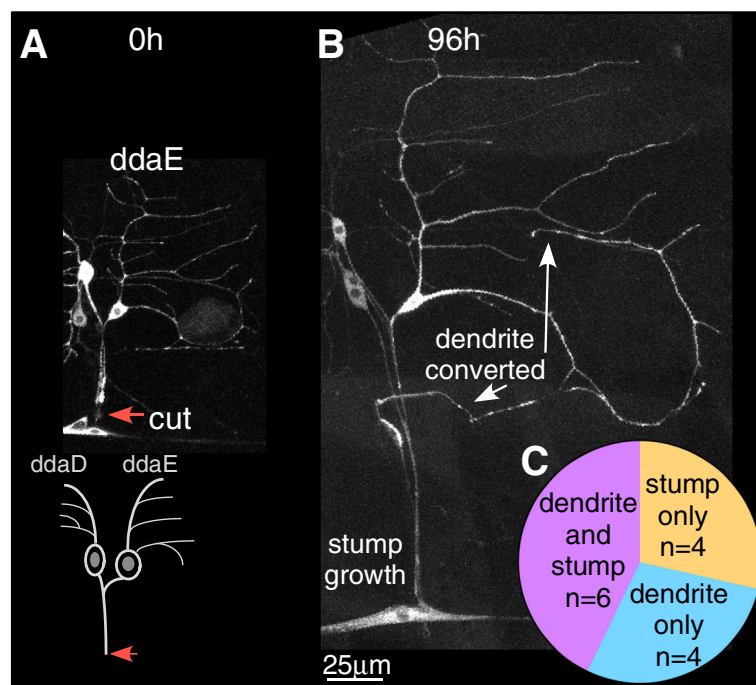 A
0h
ddaE
cut
ddaD
ddaE
B
96h
dendrite
converted
stump
growth
25µm
C
dendrite
and
stump
n=6
stump
only
n=4
dendrite
only
n=4